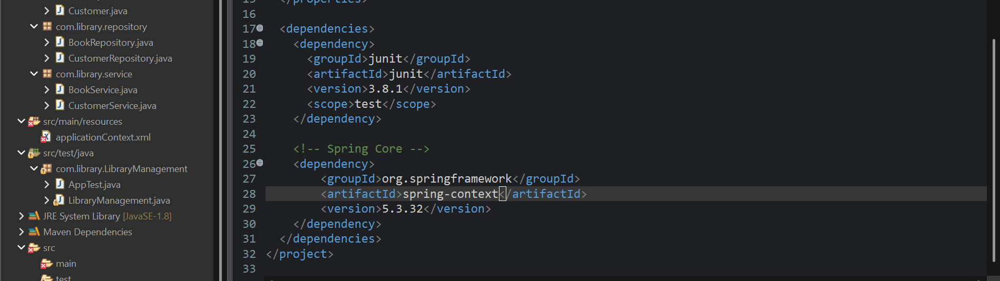 Customer.java
com.library.repository
BookRepository.java
CustomerRepository.java
com.library.service
BookService.java
CustomerService.java
src/main/resources
applicationContext.xml
src/test/java
com.library.LibraryManagement
AppTest.java
LibraryManagement.java
JRE System Library [JavaSE-1.8]
Maven Dependencies
src
main
test
15 </properties>
16
17 <dependencies>
18 <dependency>
19 <groupId>junit</groupId>
20 <artifactId>junit</artifactId>
21 <version>3.8.1</version>
22 <scope>test</scope>
23 </dependency>
24
25 <!-- Spring Core -->
26 <dependency>
27 <groupId>org.springframework</groupId>
28 <artifactId>spring-context</artifactId>
29 <version>5.3.32</version>
30 </dependency>
31 </dependencies>
32 </project>
33